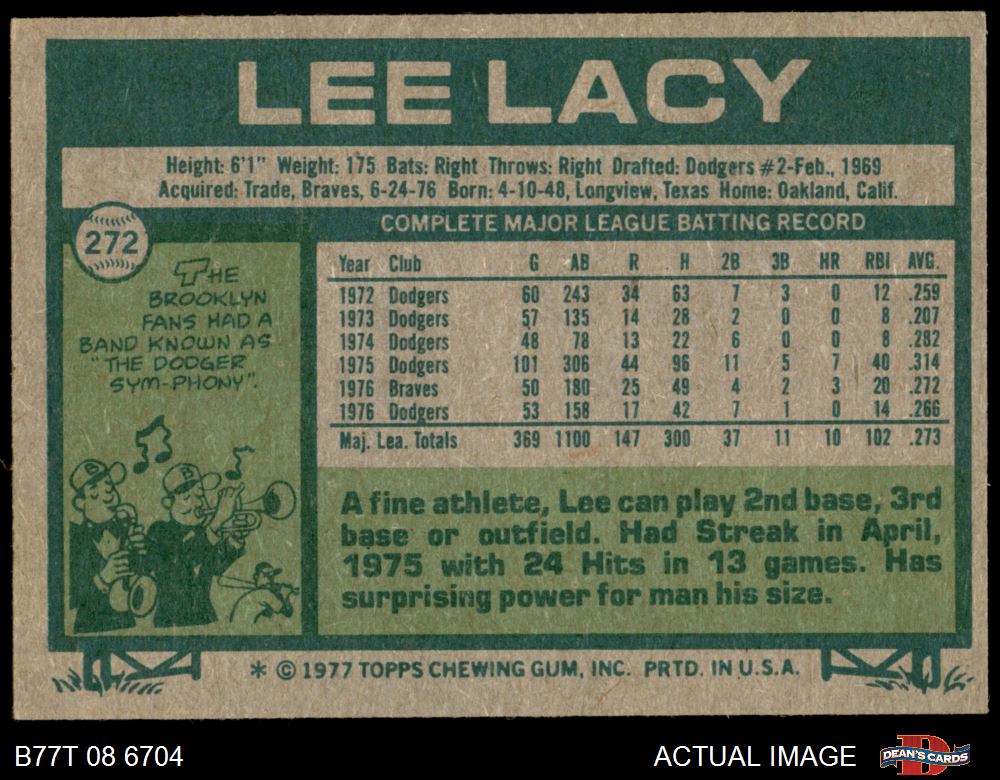 LEE LACY
Height: 6'1" Weight: 175 Bats: Right Throws: Right Drafted: Dodgers #2-Feb., 1969
Acquired: Trade, Braves, 6-24-76 Born: 4-10-48, Longview, Texas Home: Oakland, Calif.
272
THE
BROOKLYN
FANS HAD A
BAND KNOWN AS
"THE DODGER
SYM-PHONY".
B
B
COMPLETE MAJOR LEAGUE BATTING RECORD
Year Club G AB R H 2B 3B HR RBI AVG.
1972 Dodgers 60 243 34 63 7 3 0 12 .259
1973 Dodgers 57 135 14 28 2 0 0 8 .207
1974 Dodgers 48 78 13 22 6 0 0 8 .282
1975 Dodgers 101 306 44 96 11 5 7 40 .314
1976 Braves 50 180 25 49 4 2 3 20 .272
1976 Dodgers 53 158 17 42 7 1 0 14 .266
Maj. Lea. Totals 369 1100 147 300 37 11 10 102 .273
A fine athlete, Lee can play 2nd base, 3rd
base or outfield. Had Streak in April,
1975 with 24 Hits in 13 games. Has
surprising power for man his size.
* © 1977 TOPPS CHEWING GUM, INC. PRTD. IN U.S.A.
B77T 08 6704
ACTUAL IMAGE
D
DEAN'S CARDS